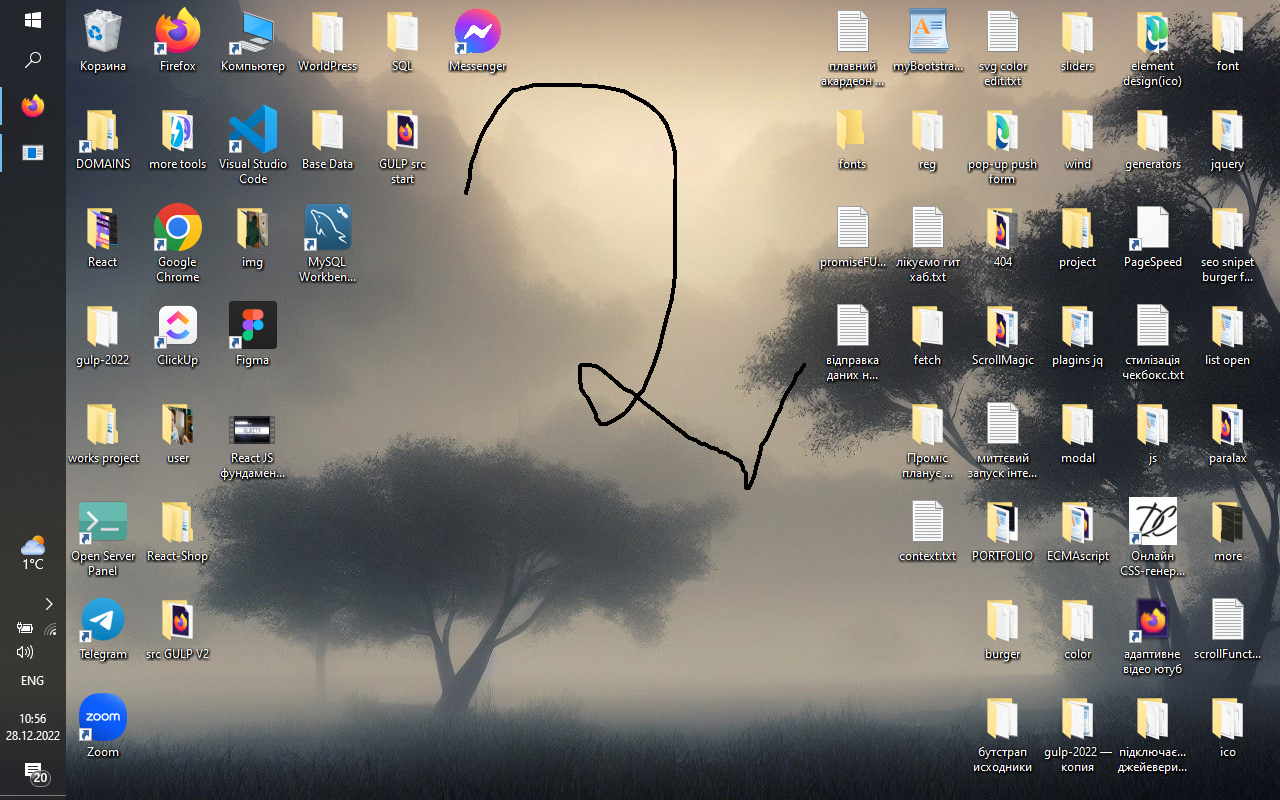 Корзина
Firefox
Компьютер
WordPress
SQL
Messenger
плавний акардеон ...
myBootstra...
svg color edit.txt
sliders
element design(ico)
font
DOMAINS
more tools
Visual Studio Code
Base Data
GULP src start
fonts
reg
pop-up push form
wind
generators
jquery
React
Google Chrome
img
MySQL Workben...
promiseFU...
лікуємо гит хаб.txt
404
project
PageSpeed
seo snipet burger f...
gulp-2022
ClickUp
Figma
відправка даних н...
fetch
ScrollMagic
plagins jq
стилізація чекбокс.txt
list open
works project
user
React JS фундамен...
Проміс планує ...
миттєвий запуск інте...
modal
js
paralax
Open Server Panel
React-Shop
context.txt
PORTFOLIO
ECMAscript
Онлайн CSS-генер...
more
Telegram
src GULP V2
burger
color
адаптивне відео ютуб
scrollFunct...
zoom
Zoom
бутстрап исходники
gulp-2022 — копия
підключає... джейевери...
ico
1°C
ENG
10:56
28.12.2022
20